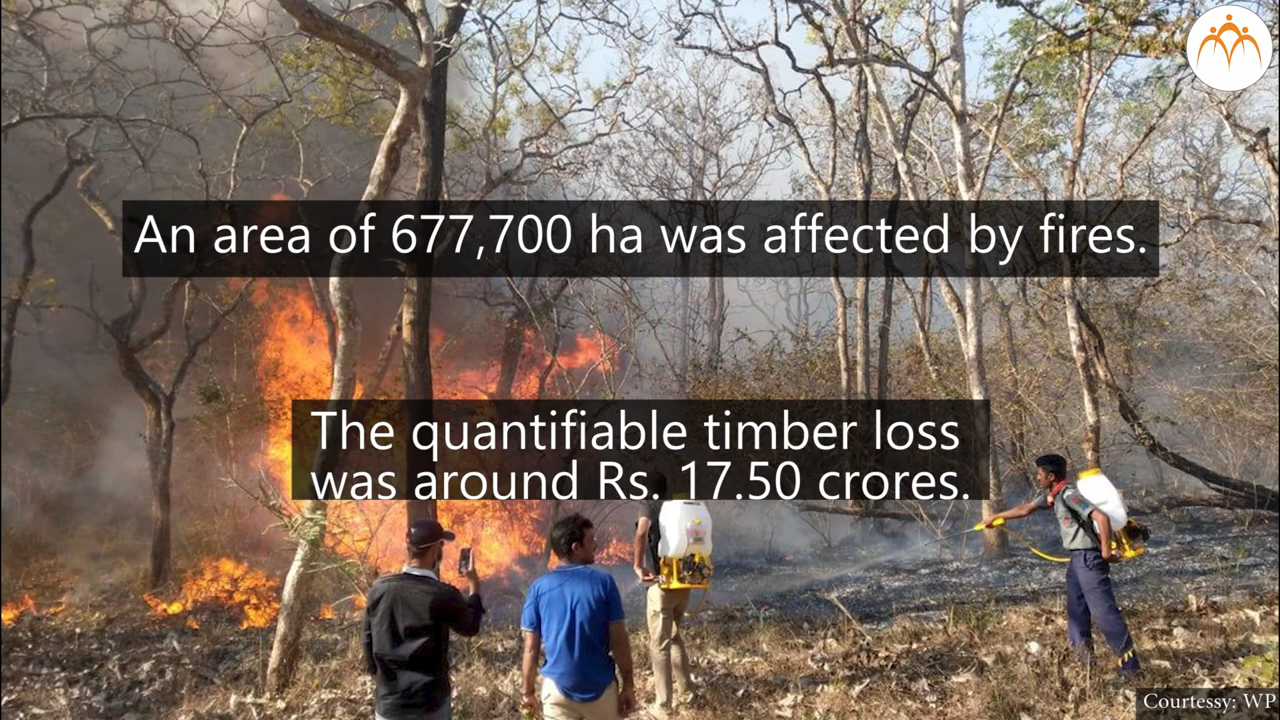 An area of 677,700 ha was affected by fires.
The quantifiable timber loss
was around Rs. 17.50 crores.
Courtessy: WP